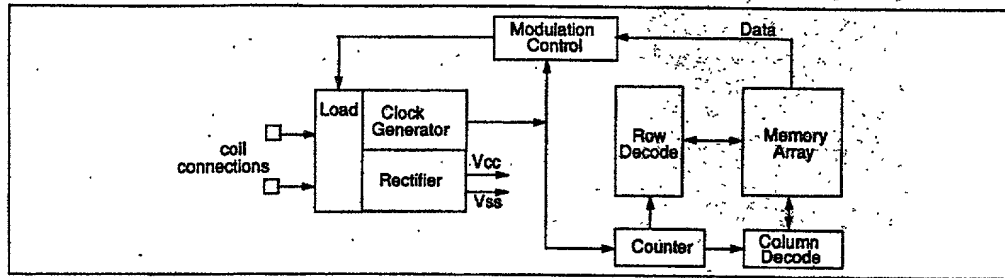 Modulation
Control
Data
Load
Clock
Generator
Row
Decode
Memory
Array
coil
connections
Rectifier
Vcc
Vss
Counter
Column
Decode